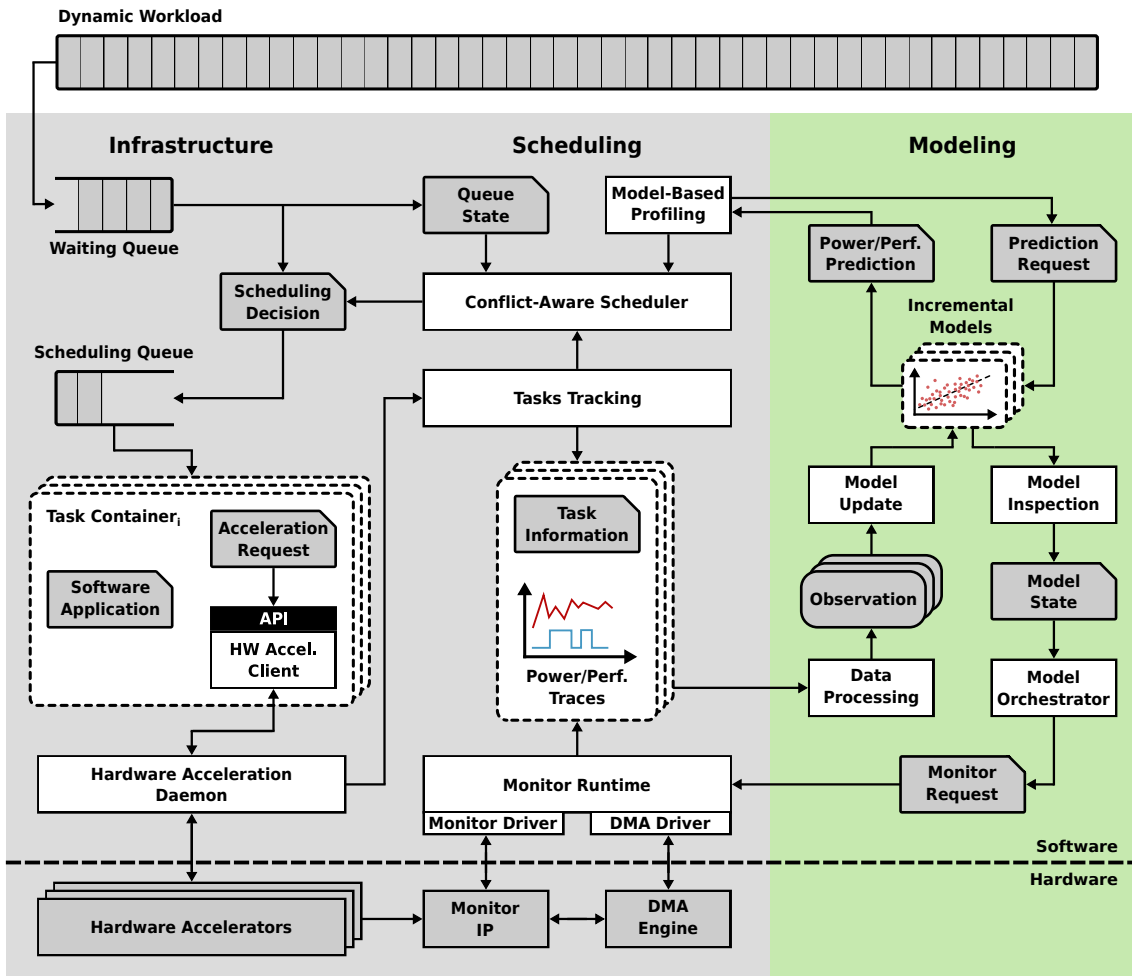 Dynamic Workload
Infrastructure
Scheduling
Modeling
Waiting Queue
Queue
State
Model-Based
Profiling
Power/Perf.
Prediction
Prediction
Request
Scheduling
Decision
Conflict-Aware Scheduler
Incremental
Models
Scheduling Queue
Tasks Tracking
Task Container i
Acceleration
Request
Software
Application
API
HW Accel.
Client
Task
Information
Power/Perf.
Traces
Model
Update
Model
Inspection
Observation
Model
State
Data
Processing
Model
Orchestrator
Hardware Acceleration
Daemon
Monitor Runtime
Monitor Driver
DMA Driver
Monitor
Request
Software
Hardware
Hardware Accelerators
Monitor
IP
DMA
Engine